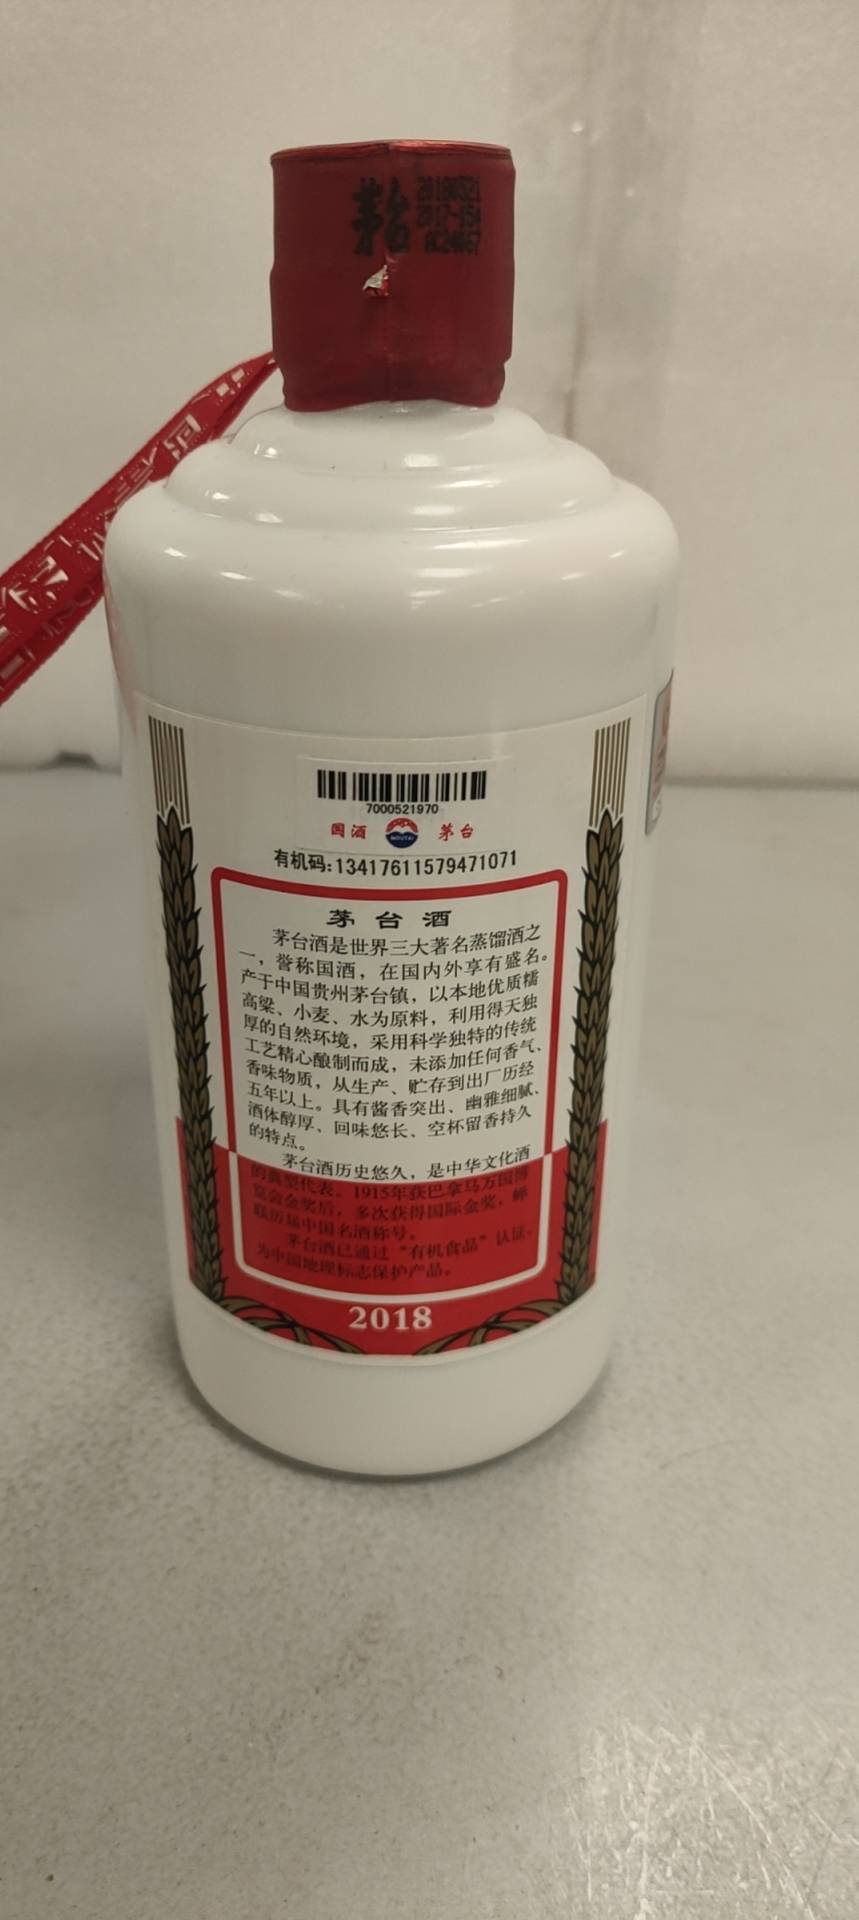 茅台
20180521
2017-150
7000521970
国酒
MOUTAI
茅台
有机码:13417611579471071
茅台酒
茅台酒是世界三大著名蒸馏酒之
一，誉称国酒，在国内外享有盛名。
产于中国贵州茅台镇，以本地优质糯
高粱、小麦、水为原料，利用得天独
厚的自然环境，采用科学独特的传统
工艺精心酿制而成，未添加任何香气、
香味物质，从生产、贮存到出厂历经
五年以上。具有酱香突出、幽雅细腻、
酒体醇厚、回味悠长、空杯留香持久
的特点。
茅台酒历史悠久，是中华文化酒
的典型代表。1915年获巴拿马万国博
览会金奖后，多次获得国际金奖，蝉
联历届中国名酒称号。
茅台酒已通过“有机食品”认证，
为中国地理标志保护产品。
2018